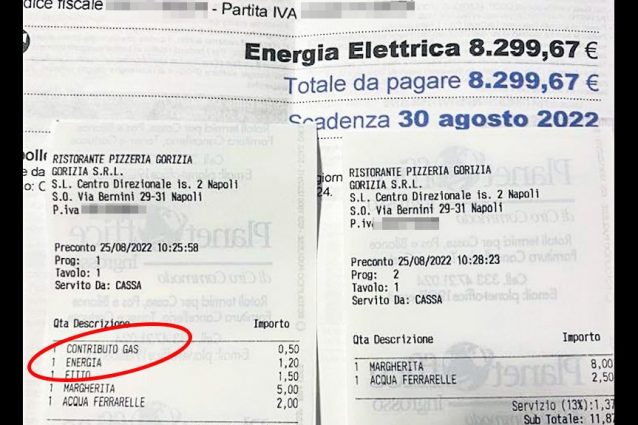 dice fiscale - Partita IVA
Energia Elettrica 8.299,67 €
Totale da pagare 8.299,67 €
Scadenza 30 agosto 2022
RISTORANTE PIZZERIA GORIZIA
GORIZIA S.R.L.
S.L. Centro Direzionale is. 2 Napoli
S.O. Via Bernini 29-31 Napoli
P.iva
Preconto 25/08/2022 10:25:58
Prog: 1
Tavolo: 1
Servito Da: CASSA
Qta Descrizione Importo
1 CONTRIBUTO GAS 0,50
1 ENERGIA 1,20
1 FITTO 1,50
1 MARGHERITA 5,00
1 ACQUA FERRARELLE 2,00
RISTORANTE PIZZERIA GORIZIA
GORIZIA S.R.L.
S.L. Centro Direzionale is. 2 Napoli
S.O. Via Bernini 29-31 Napoli
P.iva
Preconto 25/08/2022 10:28:23
Prog: 2
Tavolo: 1
Servito Da: CASSA
Qta Descrizione Importo
1 MARGHERITA 8,00
1 ACQUA FERRARELLE 2,50
Servizio (13%):1,37
Sub Totale: 11,87